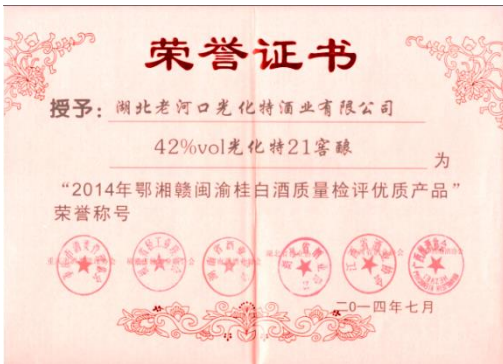 荣誉证书
授予：湖北老河口光化特酒业有限公司
42%vol光化特21窖酿
为
“2014年鄂湘赣闽渝桂白酒质量检评优质产品”
荣誉称号
二〇一四年七月